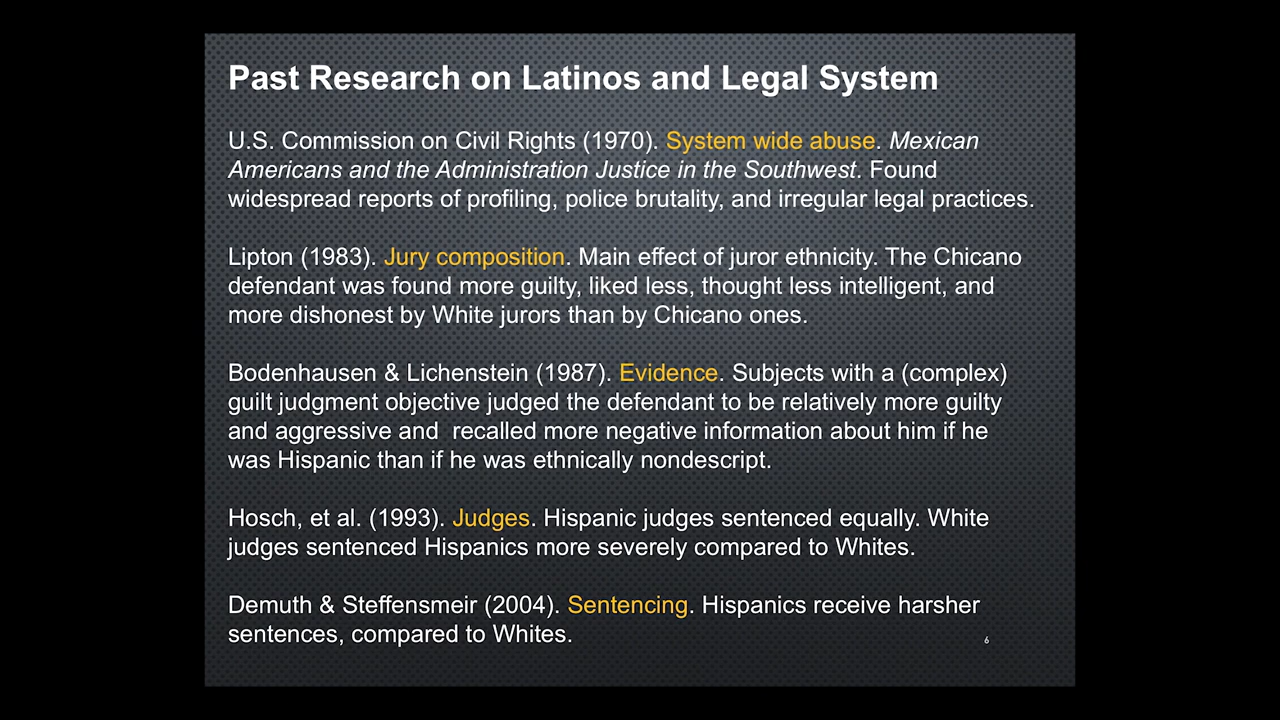 Past Research on Latinos and Legal System
U.S. Commission on Civil Rights (1970). System wide abuse. Mexican
Americans and the Administration Justice in the Southwest. Found
widespread reports of profiling, police brutality, and irregular legal practices.
Lipton (1983). Jury composition. Main effect of juror ethnicity. The Chicano
defendant was found more guilty, liked less, thought less intelligent, and
more dishonest by White jurors than by Chicano ones.
Bodenhausen & Lichenstein (1987). Evidence. Subjects with a (complex)
guilt judgment objective judged the defendant to be relatively more guilty
and aggressive and  recalled more negative information about him if he
was Hispanic than if he was ethnically nondescript.
Hosch, et al. (1993). Judges. Hispanic judges sentenced equally. White
judges sentenced Hispanics more severely compared to Whites.
Demuth & Steffensmeir (2004). Sentencing. Hispanics receive harsher
sentences, compared to Whites.
6